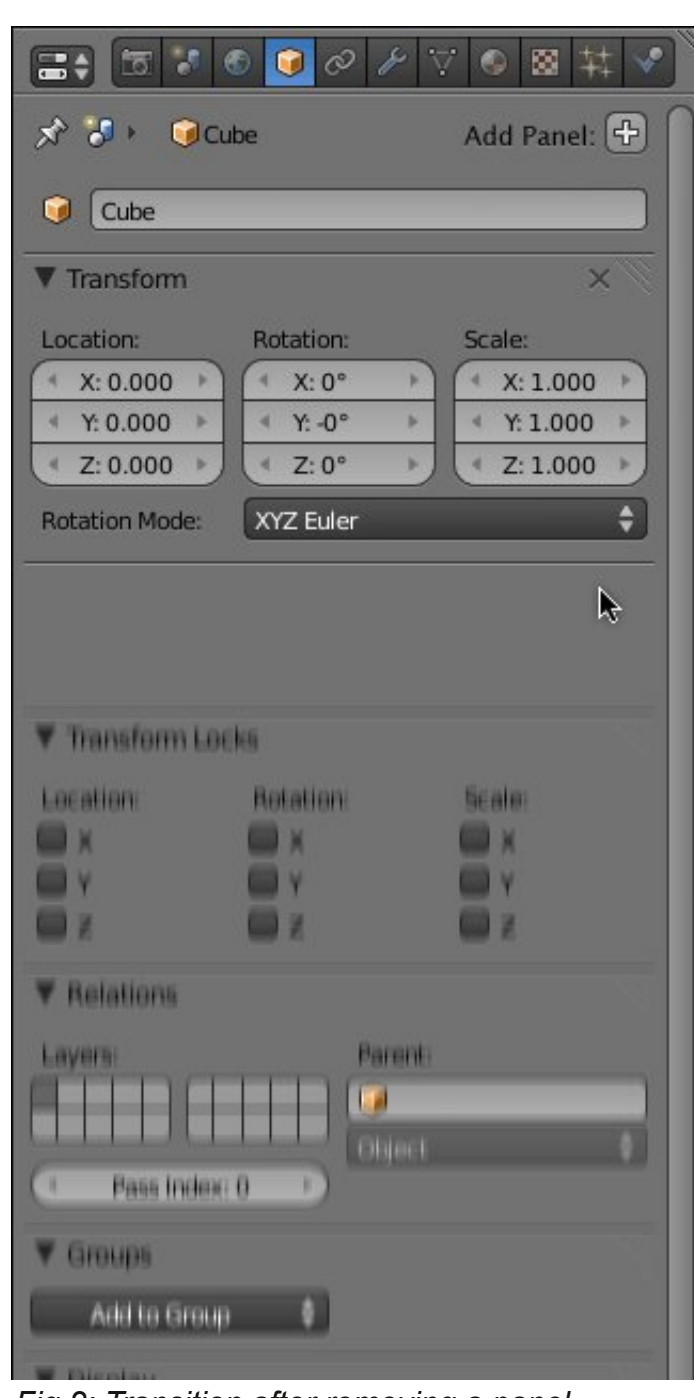 Cube Add Panel:
Cube
Transform
Location: Rotation: Scale:
X: 0.000 X: 0° X: 1.000
Y: 0.000 Y: -0° Y: 1.000
Z: 0.000 Z: 0° Z: 1.000
Rotation Mode: XYZ Euler
Transform Locks
Location: Rotation: Scale:
X X X
Y Y Y
Z Z Z
Relations
Layers: Parent:
Object
Pass Index: 0
Groups
Add to Group
Display
Fig 2: Transition after removing a panel